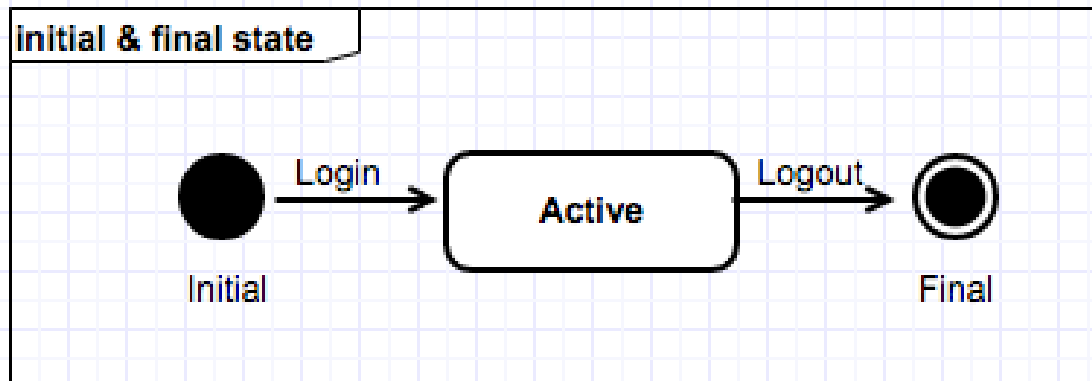 initial & final state
Login
Logout
Active
Initial
Final